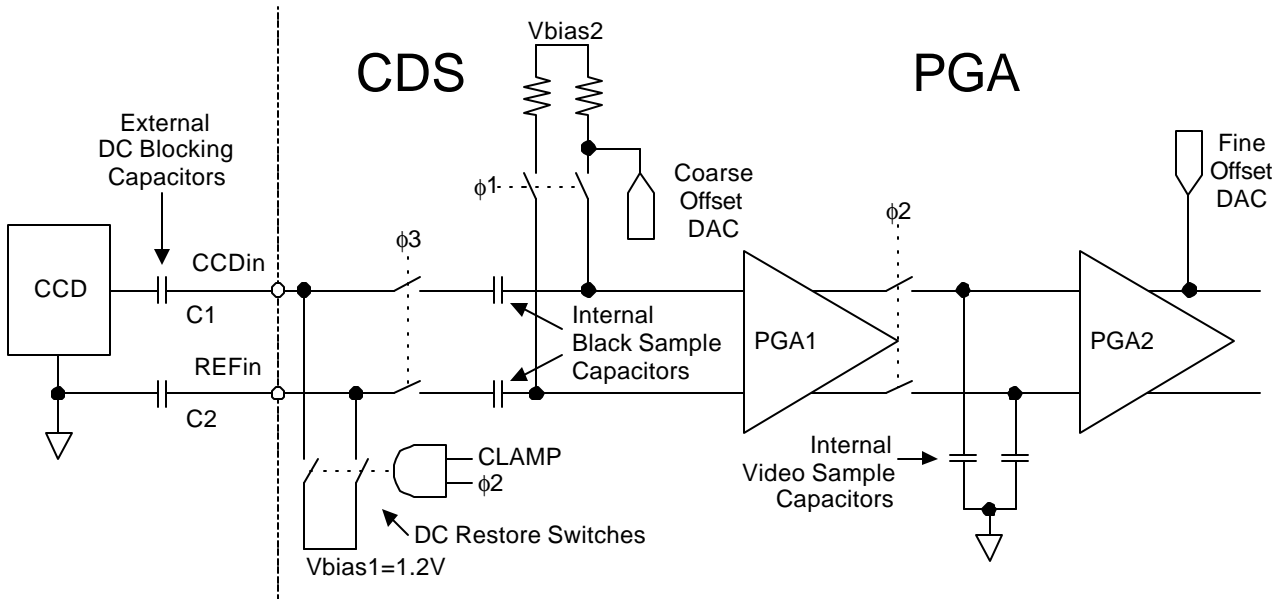 Vbias2
CDS
PGA
External
DC Blocking
Capacitors
Fine
Offset
DAC
Coarse
Offset
DAC
ϕ1
ϕ2
ϕ3
CCDin
CCD
C1
Internal
Black Sample
Capacitors
PGA1
PGA2
REFin
C2
CLAMP
ϕ2
Internal
Video Sample
Capacitors
DC Restore Switches
Vbias1=1.2V